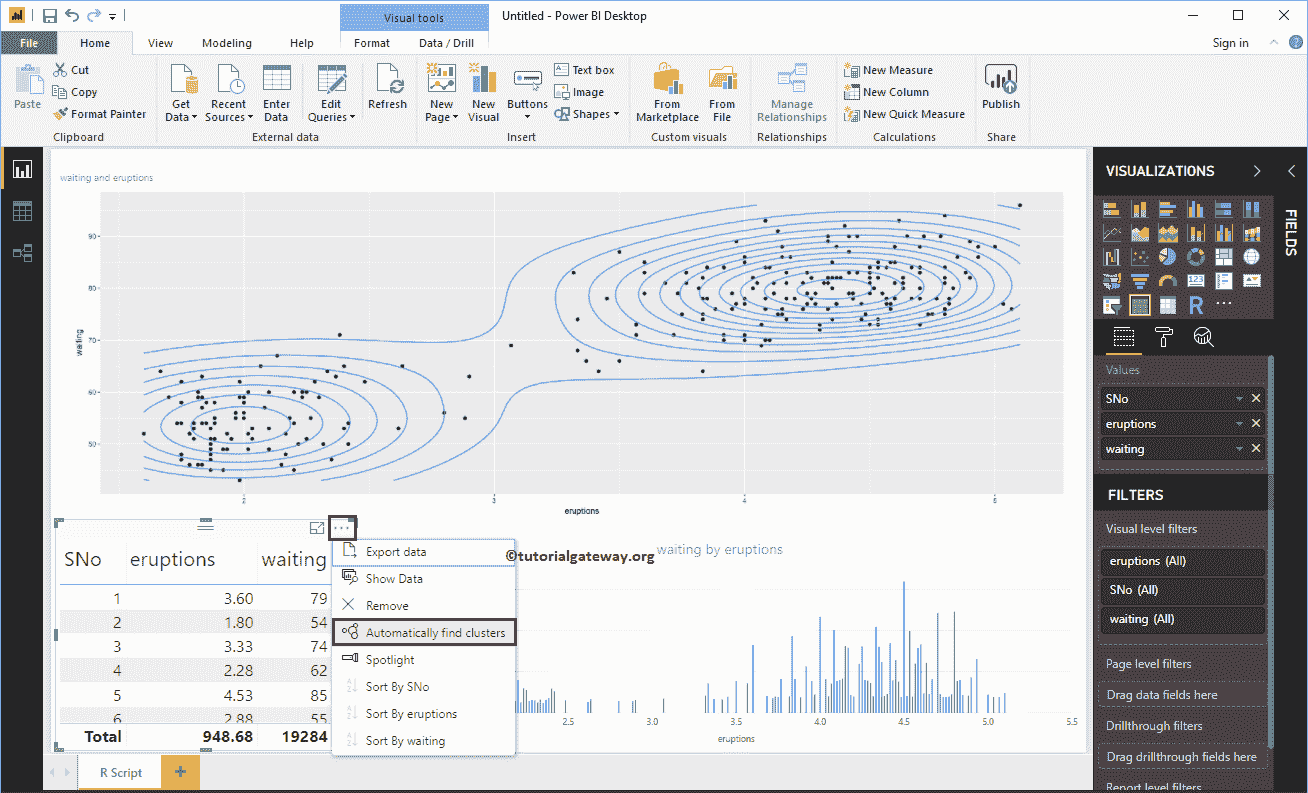 Visual tools
Untitled - Power BI Desktop
File
Home
View
Modeling
Help
Format
Data / Drill
Sign in
Paste
Cut
Copy
Format Painter
Clipboard
Get Data
Recent Sources
Enter Data
Edit Queries
External data
Refresh
New Page
New Visual
Buttons
Text box
Image
Shapes
Insert
From Marketplace
From File
Custom visuals
Manage Relationships
Relationships
New Measure
New Column
New Quick Measure
Calculations
Publish
Share
waiting and eruptions
waiting
90
80
70
60
50
2
3
4
5
eruptions
SNo eruptions waiting
1 3.60 79
2 1.80 54
3 3.33 74
4 2.28 62
5 4.53 85
6 2.88 55
Total 948.68 19284
Export data
Show Data
Remove
Automatically find clusters
Spotlight
Sort By SNo
Sort By eruptions
Sort By waiting
©tutorialgateway.org
waiting by eruptions
2.5 3.0 3.5 4.0 4.5 5.0 5.5
eruptions
R Script
VISUALIZATIONS
FIELDS
123
R
Values
SNo
eruptions
waiting
FILTERS
Visual level filters
eruptions (All)
SNo (All)
waiting (All)
Page level filters
Drag data fields here
Drillthrough filters
Drag drillthrough fields here
Report level filters